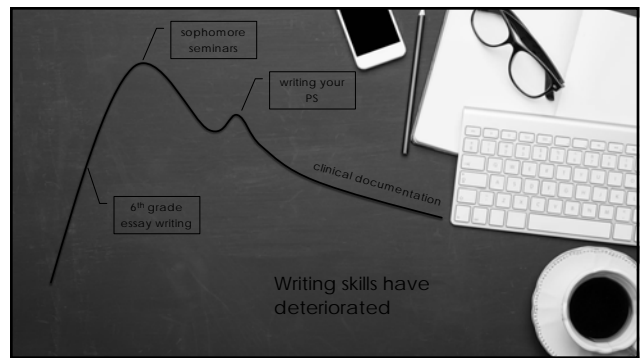 sophomore
seminars
writing your
PS
clinical documentation
6th grade
essay writing
Writing skills have
deteriorated